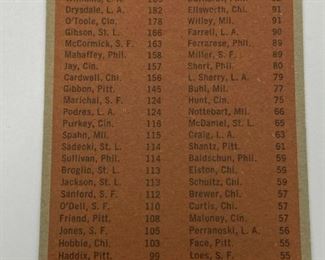 Drysdale, L. A. 182 Ellsworth, Chi. 91
O'Toole, Cin. 178 Willey, Mil. 91
Gibson, St. L. 166 Farrell, L. A. 90
McCormick, S. F. 163 Ferrarese, Phil. 89
Mahaffey, Phil. 158 Miller, S. F. 89
Jay, Cin. 157 Short, Phil. 80
Cardwell, Chi. 156 L. Sherry, L. A. 79
Gibbon, Pitt. 145 Buhl, Mil. 77
Marichal, S. F. 124 Hunt, Cin. 75
Podres, L. A. 124 Nottebart, Mil. 66
Purkey, Cin. 116 McDaniel, St. L. 65
Spahn, Mil. 115 Craig, L. A. 63
Sadecki, St. L. 114 Shantz, Pitt. 61
Sullivan, Phil. 114 Baldschun, Phil. 59
Broglio, St. L. 113 Elston, Chi. 59
Jackson, St. L. 113 Schultz, Chi. 59
Sanford, S. F. 112 Brewer, Chi. 57
O'Dell, S. F. 110 Curtis, Chi. 57
Friend, Pitt. 108 Maloney, Cin. 57
Jones, S. F. 105 Perranoski, L. A. 56
Hobbie, Chi. 103 Face, Pitt. 55
Haddix, Pitt. 99 Loes, S. F. 55